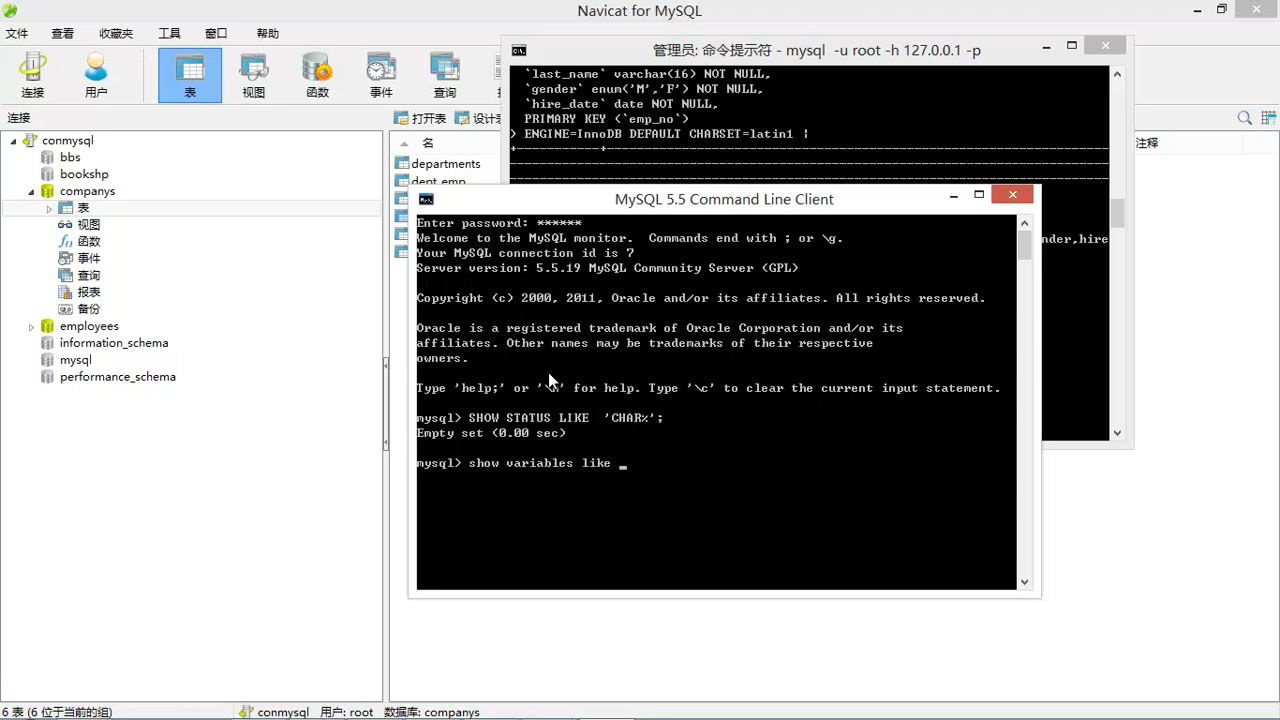 Navicat for MySQL
文件 查看 收藏夹 工具 窗口 帮助
连接 用户 表 视图 函数 事件 查询
连接
conmysql
bbs
bookshp
companys
表
视图
函数
事件
查询
报表
备份
employees
information_schema
mysql
performance_schema
打开表 设计表
名 注释
departments
dept_emp
管理员: 命令提示符 - mysql -u root -h 127.0.0.1 -p
`last_name` varchar(16) NOT NULL,
`gender` enum('M','F') NOT NULL,
`hire_date` date NOT NULL,
PRIMARY KEY (`emp_no`)
) ENGINE=InnoDB DEFAULT CHARSET=latin1 |
nder,hire
MySQL 5.5 Command Line Client
Enter password: ******
Welcome to the MySQL monitor.  Commands end with ; or \g.
Your MySQL connection id is 7
Server version: 5.5.19 MySQL Community Server (GPL)
Copyright (c) 2000, 2011, Oracle and/or its affiliates. All rights reserved.
Oracle is a registered trademark of Oracle Corporation and/or its
affiliates. Other names may be trademarks of their respective
owners.
Type 'help;' or '\h' for help. Type '\c' to clear the current input statement.
mysql> SHOW STATUS LIKE  'CHAR%';
Empty set (0.00 sec)
mysql> show variables like _
6 表 (6 位于当前的组) conmysql 用户: root 数据库: companys